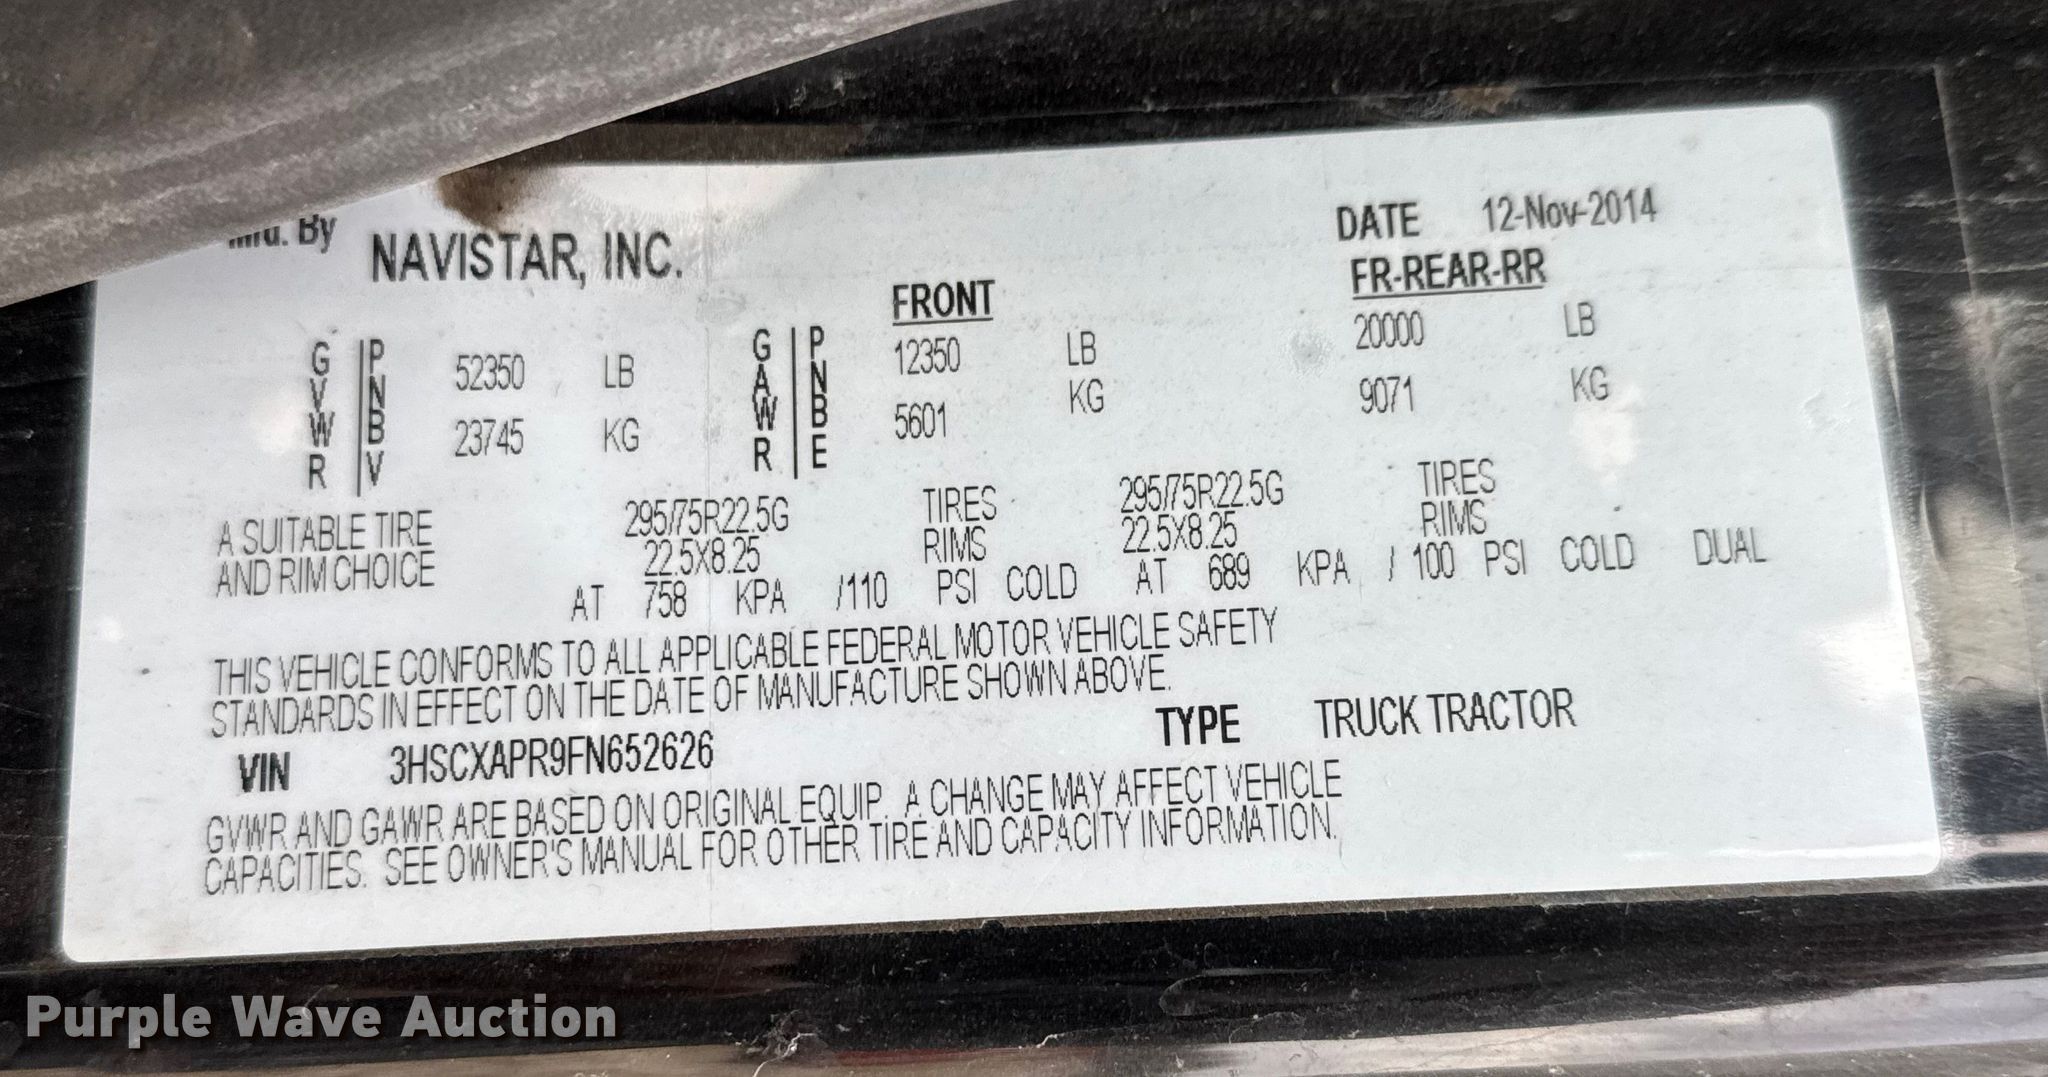 Mfd. By NAVISTAR, INC. DATE 12-Nov-2014
FRONT FR-REAR-RR
GVWR PNBV 52350 LB GAWR PNBE 12350 LB 20000 LB
23745 KG 5601 KG 9071 KG
A SUITABLE TIRE 295/75R22.5G TIRES 295/75R22.5G TIRES
AND RIM CHOICE 22.5X8.25 RIMS 22.5X8.25 RIMS
AT 758 KPA /110 PSI COLD AT 689 KPA / 100 PSI COLD DUAL
THIS VEHICLE CONFORMS TO ALL APPLICABLE FEDERAL MOTOR VEHICLE SAFETY
STANDARDS IN EFFECT ON THE DATE OF MANUFACTURE SHOWN ABOVE.
VIN 3HSCXAPR9FN652626 TYPE TRUCK TRACTOR
GVWR AND GAWR ARE BASED ON ORIGINAL EQUIP. A CHANGE MAY AFFECT VEHICLE
CAPACITIES. SEE OWNER'S MANUAL FOR OTHER TIRE AND CAPACITY INFORMATION.
Purple Wave Auction